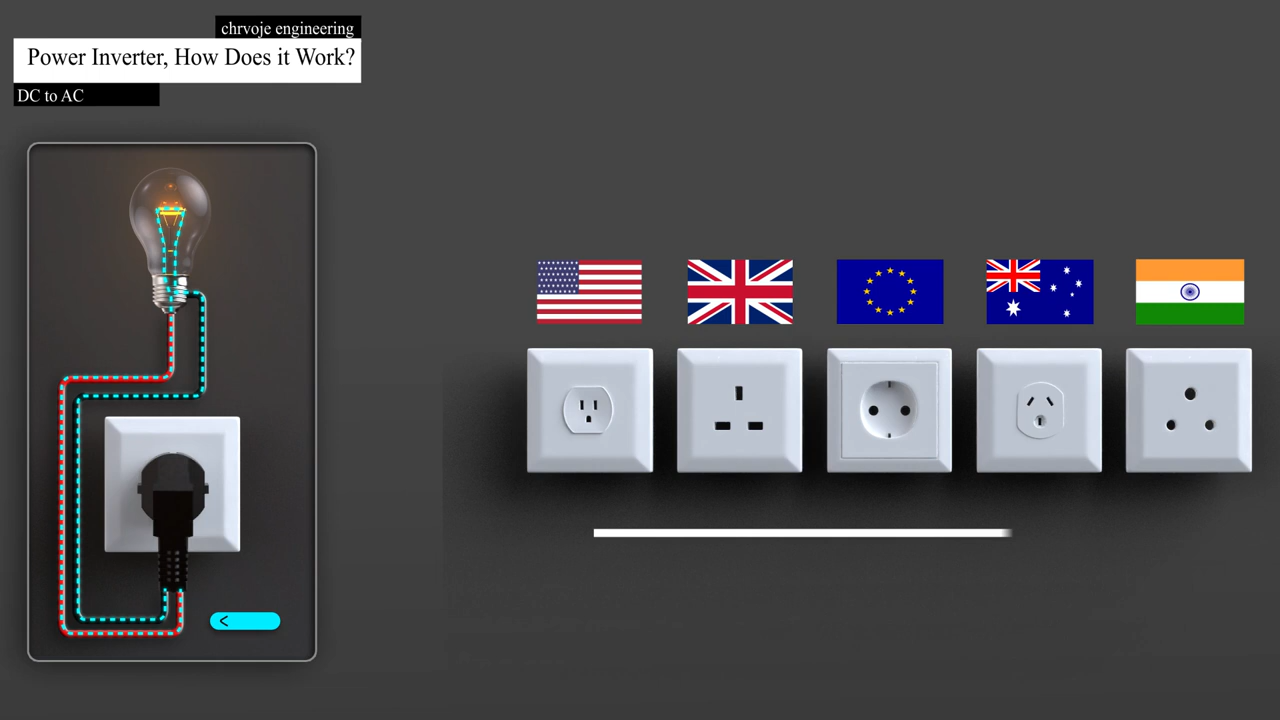 chrvoje engineering
Power Inverter, How Does it Work?
DC to AC
<